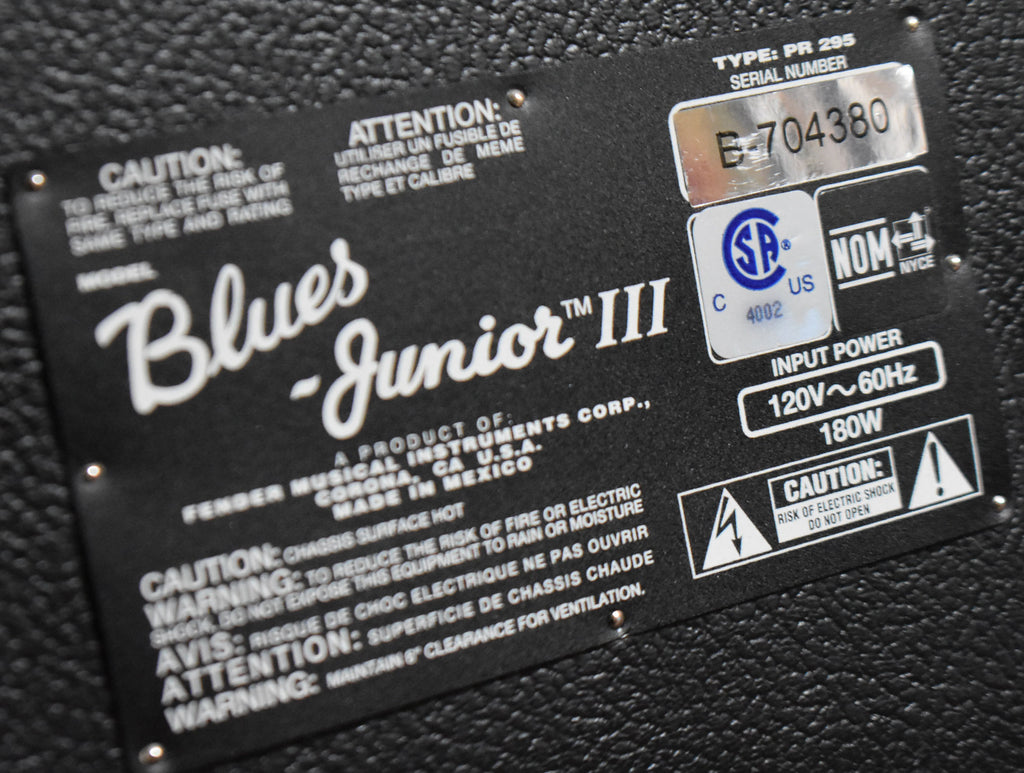 CAUTION:
TO REDUCE THE RISK OF
FIRE, REPLACE FUSE WITH
SAME TYPE AND RATING
ATTENTION:
UTILISER UN FUSIBLE DE
RECHANGE DE MEME
TYPE ET CALIBRE
TYPE: PR 295
SERIAL NUMBER
B-704380
MODEL
Blues
Junior™ III
CSA®
C US
4002
NOM
NYCE
A PRODUCT OF:
FENDER MUSICAL INSTRUMENTS CORP.,
CORONA, CA U.S.A.
MADE IN MEXICO
INPUT POWER
120V~60Hz
180W
CAUTION:
RISK OF ELECTRIC SHOCK
DO NOT OPEN
CAUTION: CHASSIS SURFACE HOT
WARNING: TO REDUCE THE RISK OF FIRE OR ELECTRIC
SHOCK, DO NOT EXPOSE THIS EQUIPMENT TO RAIN OR MOISTURE
AVIS: RISQUE DE CHOC ELECTRIQUE NE PAS OUVRIR
ATTENTION: SUPERFICIE DE CHASSIS CHAUDE
WARNING: MAINTAIN 6" CLEARANCE FOR VENTILATION.